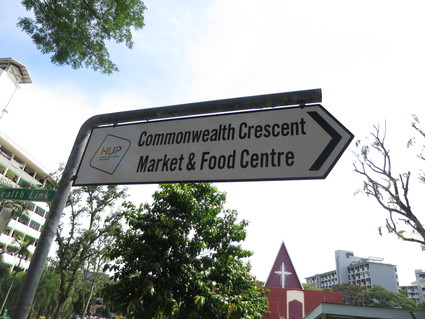 HUP
Commonwealth Crescent
Market & Food Centre